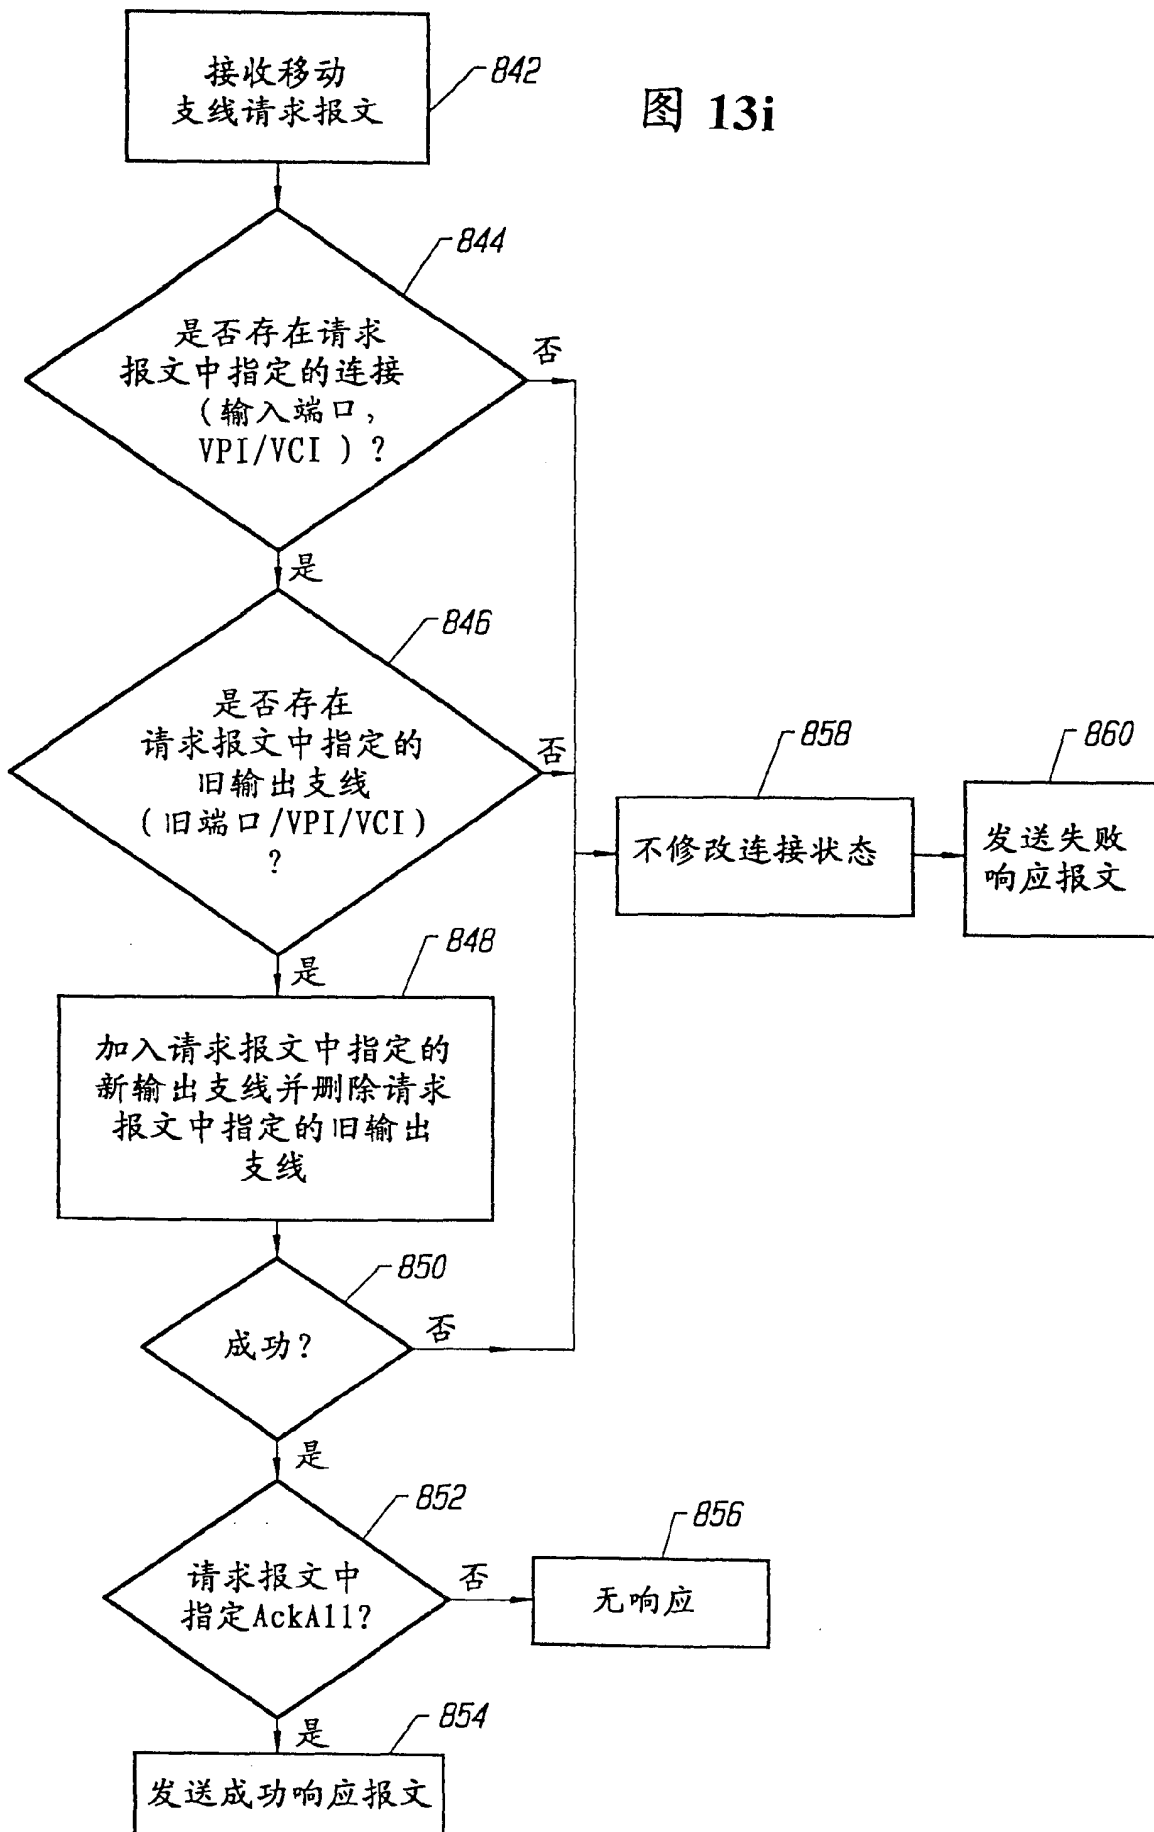 接收移动
支线请求报文
842
图 13i
844
是否存在请求
报文中指定的连接
（输入端口，
VPI/VCI ）？
否
是
846
是否存在
请求报文中指定的
旧输出支线
（旧端口/VPI/VCI）
？
否
858
不修改连接状态
860
发送失败
响应报文
是
848
加入请求报文中指定的
新输出支线并删除请求
报文中指定的旧输出
支线
850
成功？
否
是
852
请求报文中
指定AckAll？
否
856
无响应
是
854
发送成功响应报文